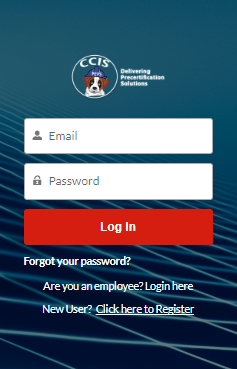 CCIS
Delivering
Precertification
Solutions
Email
Password
Log In
Forgot your password?
Are you an employee? Login here
New User? Click here to Register